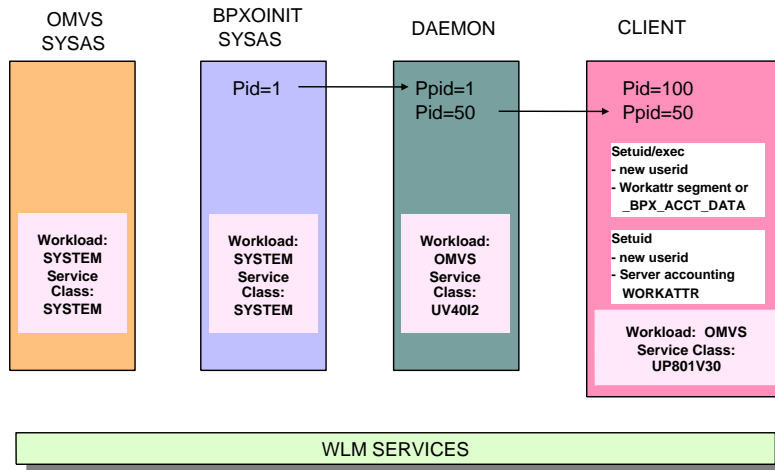 OMVS
SYSAS
BPXOINIT
SYSAS
DAEMON
CLIENT
Pid=1
Ppid=1
Pid=50
Pid=100
Ppid=50
Setuid/exec
- new userid
- Workattr segment or
_BPX_ACCT_DATA
Setuid
- new userid
- Server accounting
WORKATTR
Workload:
SYSTEM
Service
Class:
SYSTEM
Workload:
SYSTEM
Service
Class:
SYSTEM
Workload:
OMVS
Service
Class:
UV40I2
Workload: OMVS
Service Class:
UP801V30
WLM SERVICES